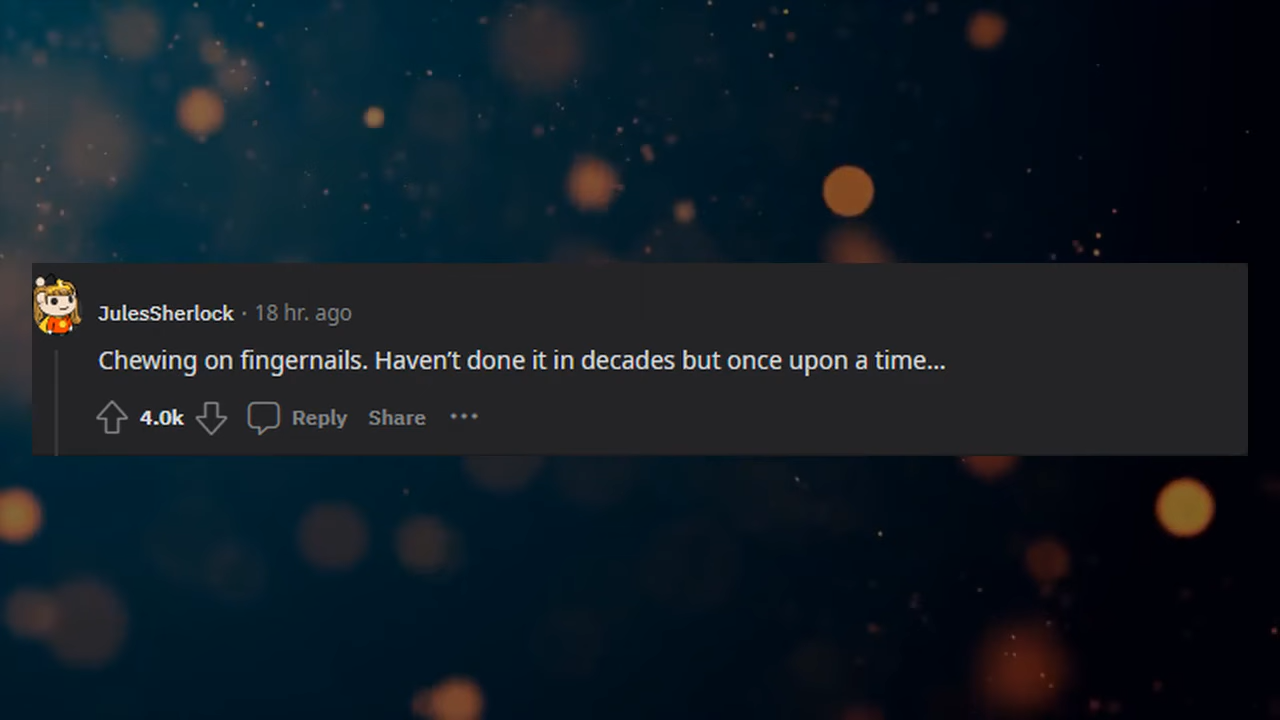 JulesSherlock · 18 hr. ago
Chewing on fingernails. Haven't done it in decades but once upon a time...
4.0k Reply Share ···